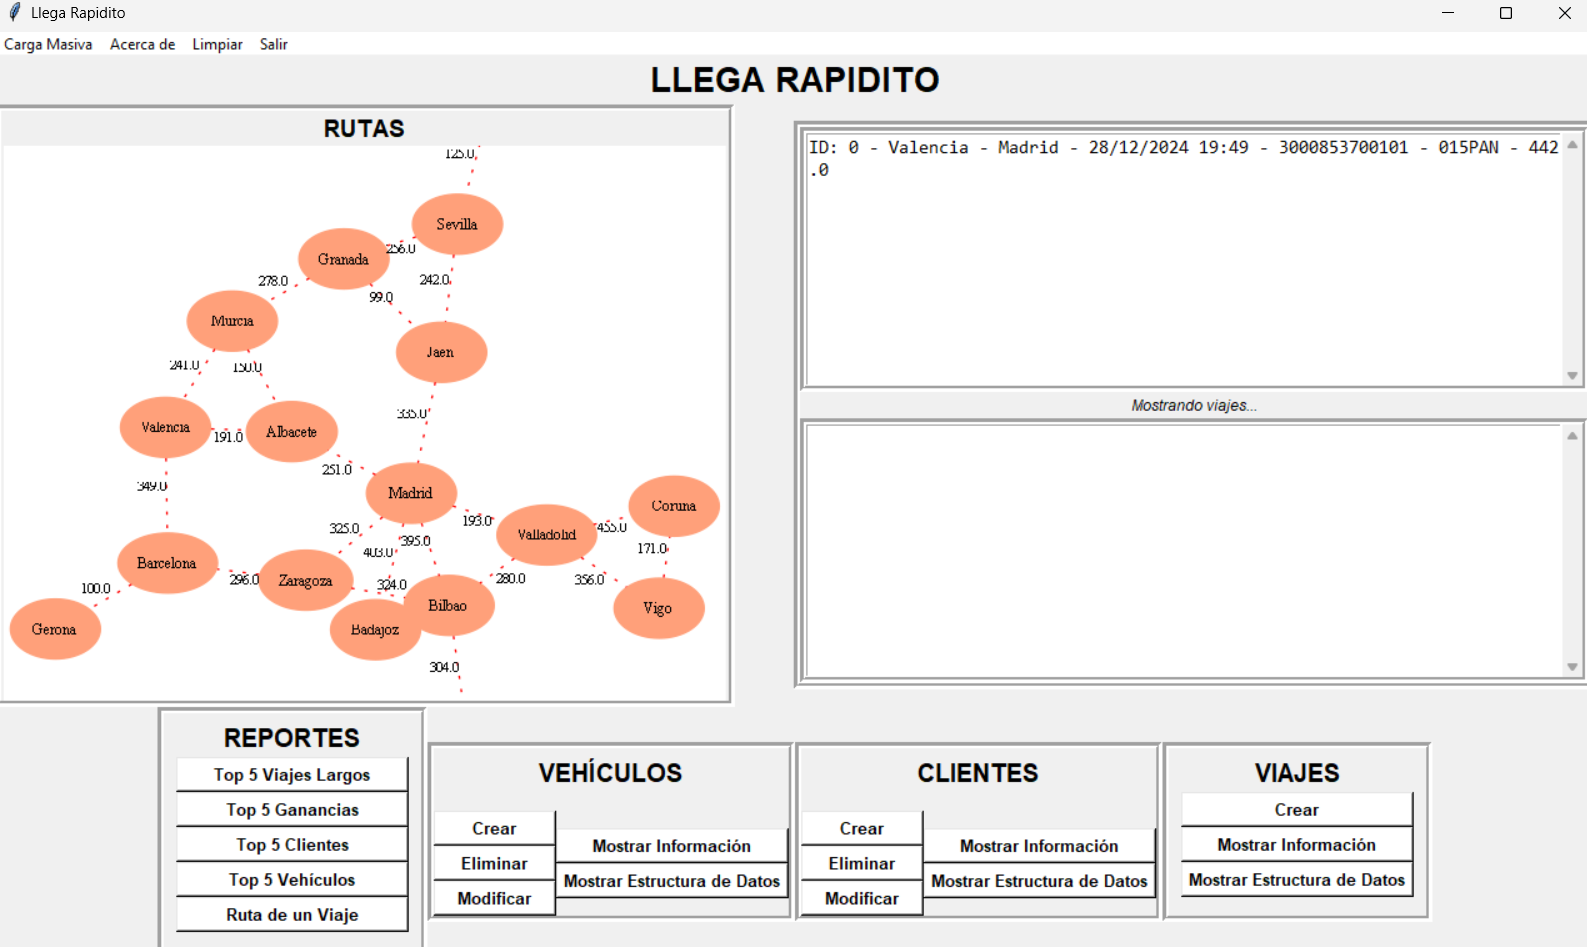 Llega Rapidito
Carga Masiva Acerca de Limpiar Salir
LLEGA RAPIDITO
RUTAS
125.0
Sevilla
256.0
Granada
278.0
242.0
99.0
Murcia
Jaen
241.0
150.0
335.0
Valencia
191.0
Albacete
251.0
349.0
Madrid
Coruna
325.0
193.0
455.0
Valladolid
403.0
395.0
171.0
Barcelona
296.0
Zaragoza
100.0
324.0
280.0
356.0
Bilbao
Vigo
Gerona
Badajoz
304.0
ID: 0 - Valencia - Madrid - 28/12/2024 19:49 - 3000853700101 - 015PAN - 442
.0
Mostrando viajes...
REPORTES
Top 5 Viajes Largos
Top 5 Ganancias
Top 5 Clientes
Top 5 Vehículos
Ruta de un Viaje
VEHÍCULOS
Crear
Eliminar
Modificar
Mostrar Información
Mostrar Estructura de Datos
CLIENTES
Crear
Eliminar
Modificar
Mostrar Información
Mostrar Estructura de Datos
VIAJES
Crear
Mostrar Información
Mostrar Estructura de Datos